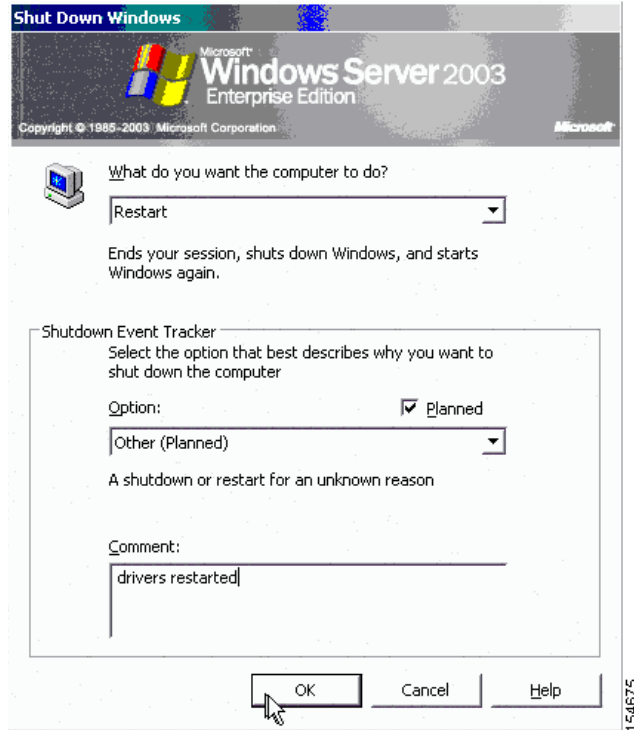 Shut Down Windows
Microsoft
Windows Server 2003
Enterprise Edition
Copyright © 1985-2003 Microsoft Corporation
Microsoft
What do you want the computer to do?
Restart
Ends your session, shuts down Windows, and starts
Windows again.
Shutdown Event Tracker
Select the option that best describes why you want to
shut down the computer
Option:
Planned
Other (Planned)
A shutdown or restart for an unknown reason
Comment:
drivers restarted
OK
Cancel
Help
154675